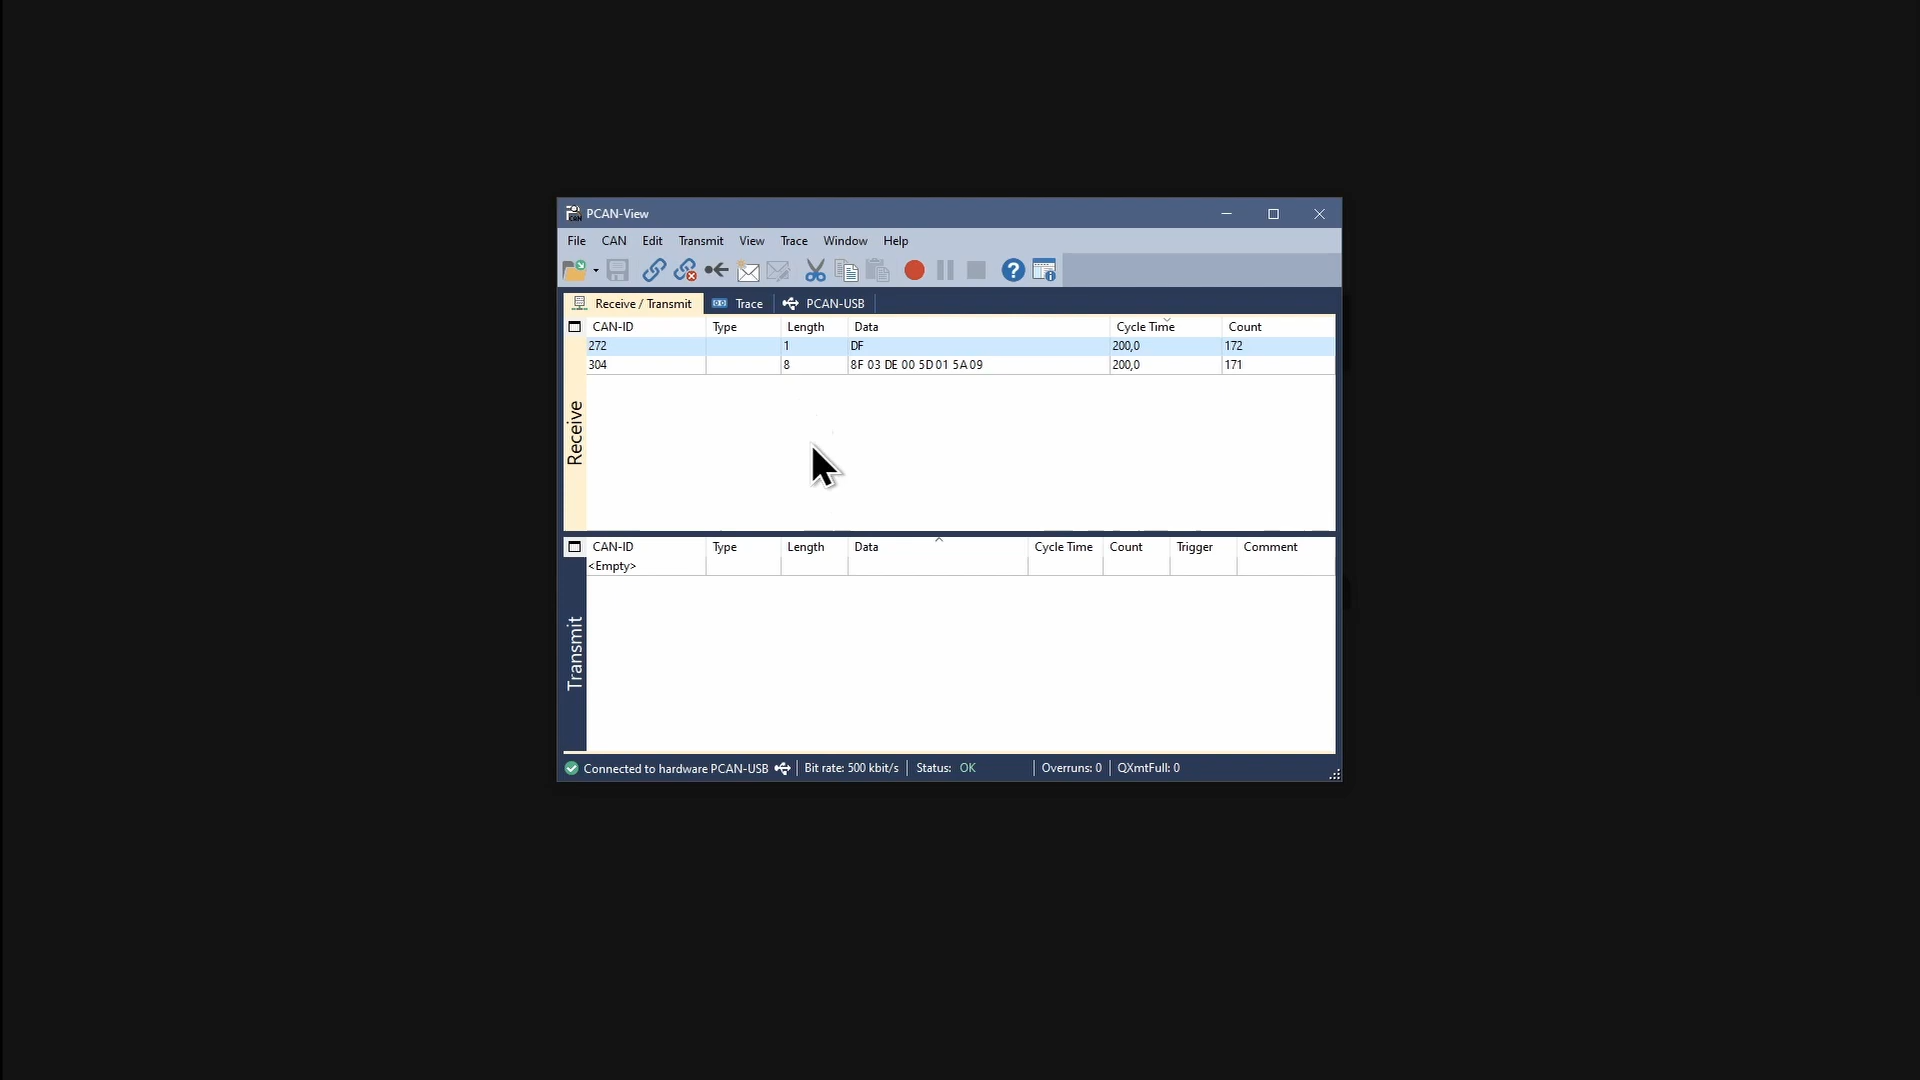 PCAN-View
File CAN Edit Transmit View Trace Window Help
Receive / Transmit Trace PCAN-USB
CAN-ID Type Length Data Cycle Time Count
272 1 DF 200,0 172
304 8 8F 03 DE 00 5D 01 5A 09 200,0 171
Receive
CAN-ID Type Length Data Cycle Time Count Trigger Comment
<Empty>
Transmit
Connected to hardware PCAN-USB Bit rate: 500 kbit/s Status: OK Overruns: 0 QXmtFull: 0